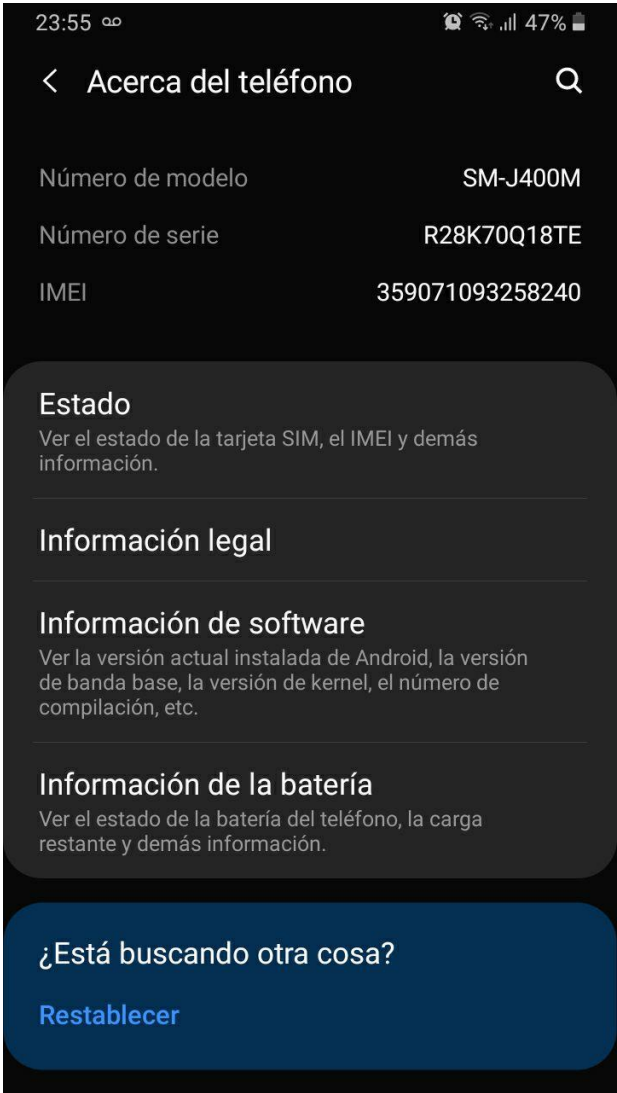 23:55 47%
Acerca del teléfono
Número de modelo SM-J400M
Número de serie R28K70Q18TE
IMEI 359071093258240
Estado
Ver el estado de la tarjeta SIM, el IMEI y demás
información.
Información legal
Información de software
Ver la versión actual instalada de Android, la versión
de banda base, la versión de kernel, el número de
compilación, etc.
Información de la batería
Ver el estado de la batería del teléfono, la carga
restante y demás información.
¿Está buscando otra cosa?
Restablecer